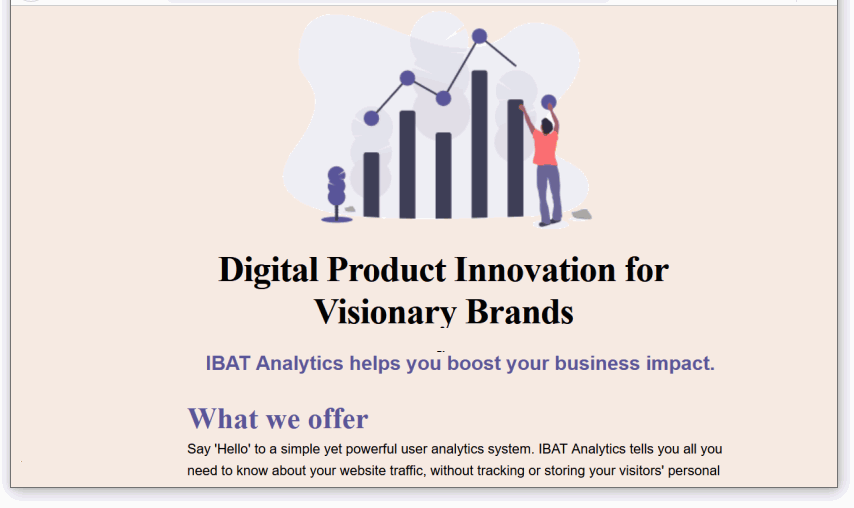 Digital Product Innovation for
Visionary Brands
IBAT Analytics helps you boost your business impact.
What we offer
Say 'Hello' to a simple yet powerful user analytics system. IBAT Analytics tells you all you
need to know about your website traffic, without tracking or storing your visitors' personal